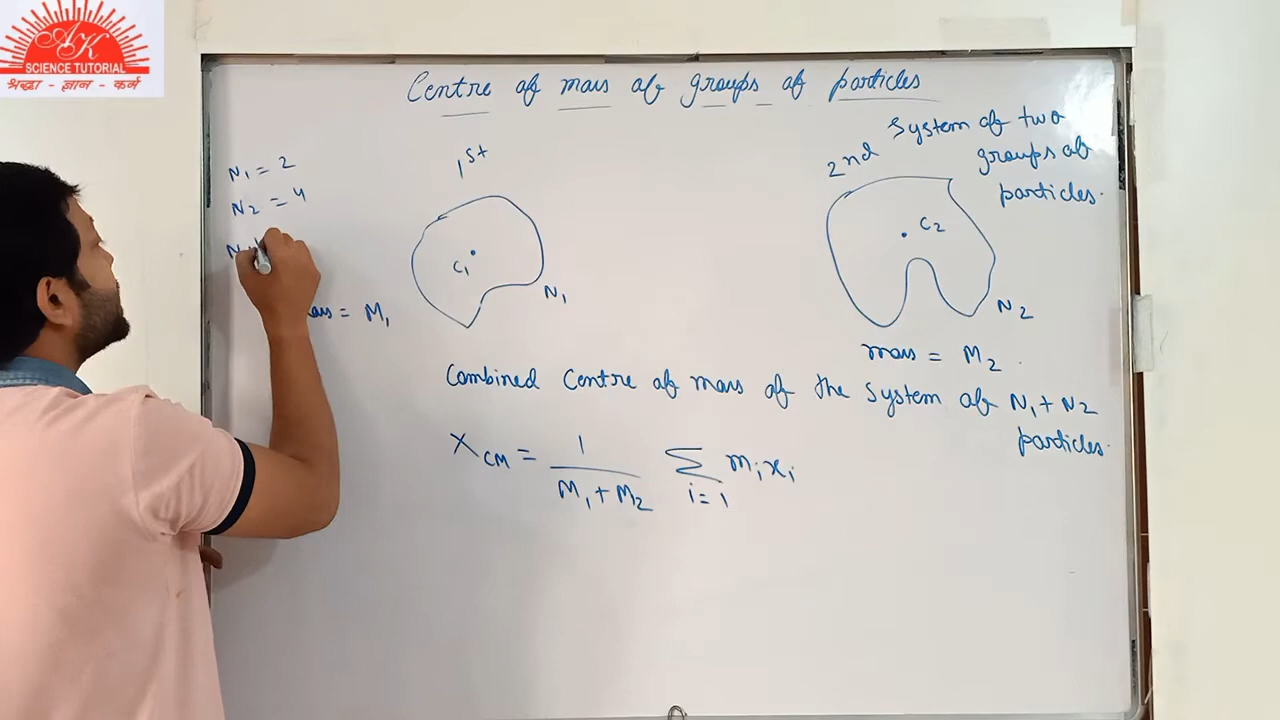 AK
SCIENCE TUTORIAL
श्रद्धा - ज्ञान - कर्म
Centre of mass of groups of particles
System of two
groups of
particles.
N₁ = 2
N₂ = 4
1st
C₁
N₁
mass = M₁
2nd
C₂
N₂
mass = M₂
Combined Centre of mass of the System of N₁ + N₂
particles.
X_CM = 1/(M₁ + M₂) Σ_{i=1} mᵢxᵢ